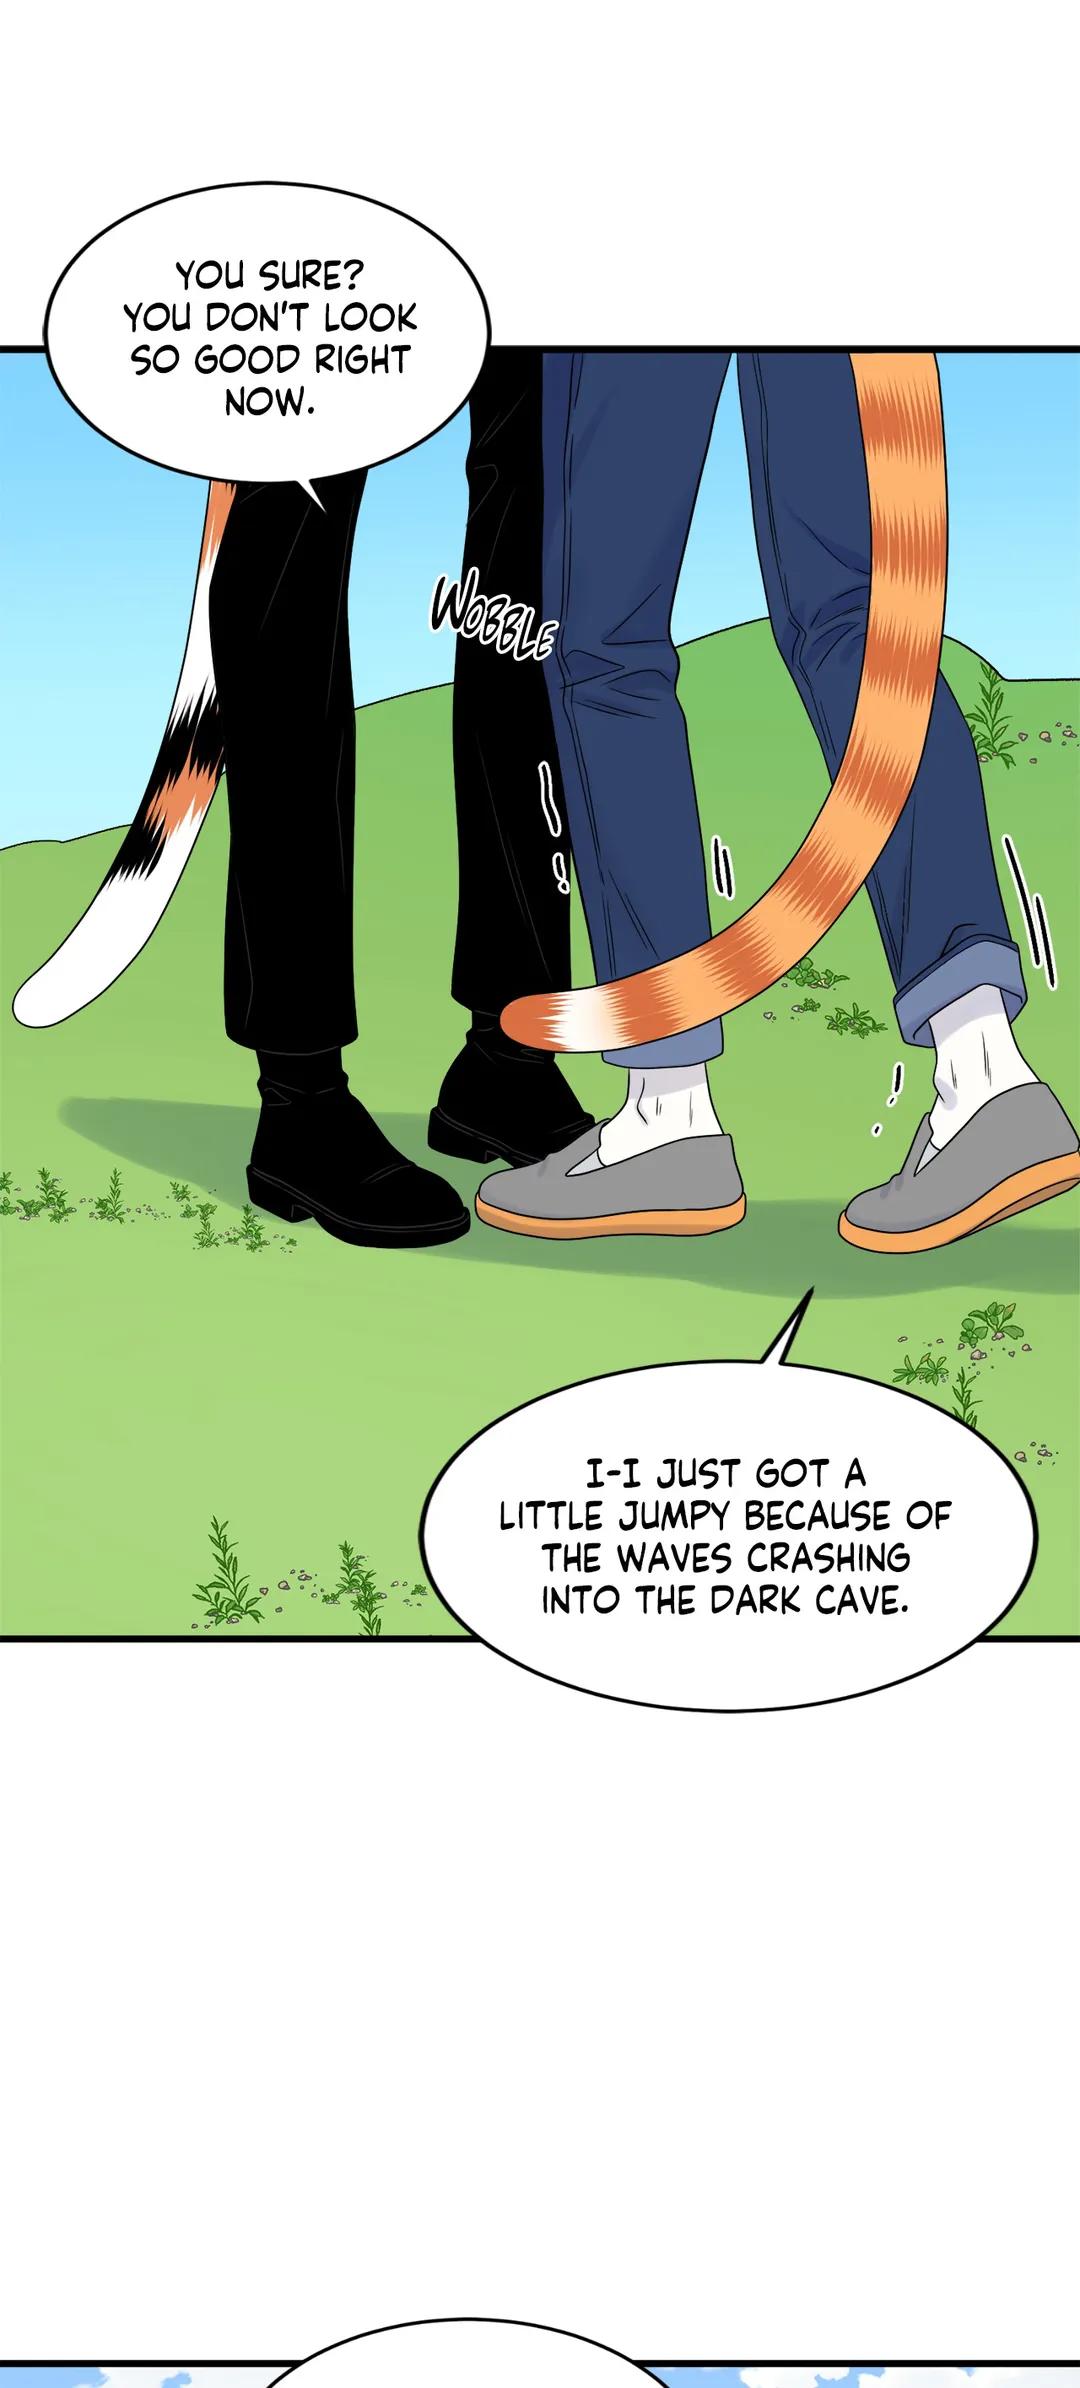 YOU SURE?
YOU DON'T LOOK
SO GOOD RIGHT
NOW.
WOBBLE
I-I JUST GOT A
LITTLE JUMPY BECAUSE OF
THE WAVES CRASHING
INTO THE DARK CAVE.